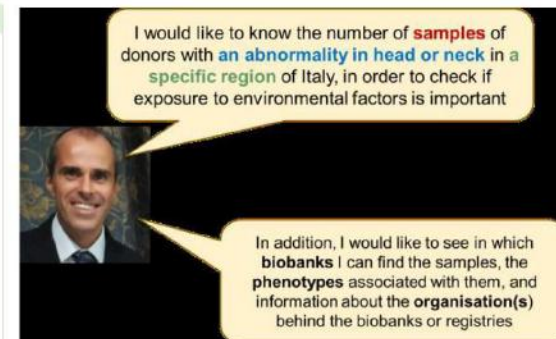 I would like to know the number of samples of
donors with an abnormality in head or neck in a
specific region of Italy, in order to check if
exposure to environmental factors is important
In addition, I would like to see in which
biobanks I can find the samples, the
phenotypes associated with them, and
information about the organisation(s)
behind the biobanks or registries